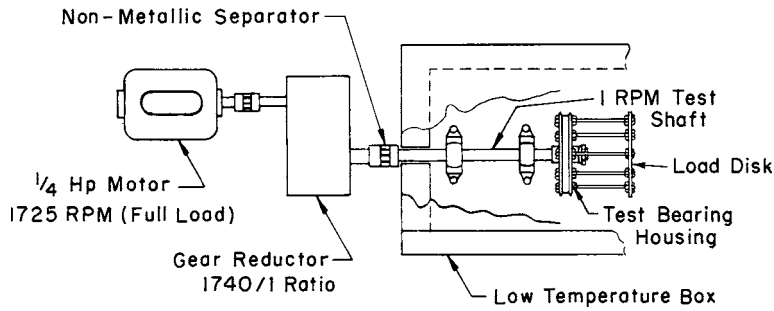 Non-Metallic Separator
1 RPM Test
Shaft
Load Disk
1/4 Hp Motor
1725 RPM (Full Load)
Test Bearing
Housing
Gear Reductor
1740/1 Ratio
Low Temperature Box